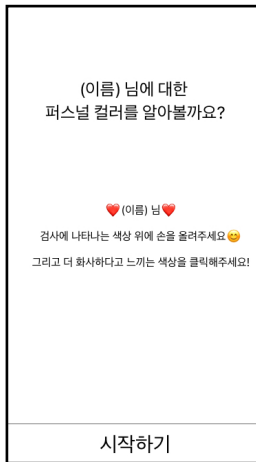 (이름) 님에 대한
퍼스널 컬러를 알아볼까요?
❤️(이름) 님❤️
검사에 나타나는 색상 위에 손을 올려주세요😊
그리고 더 화사하다고 느끼는 색상을 클릭해주세요!
시작하기